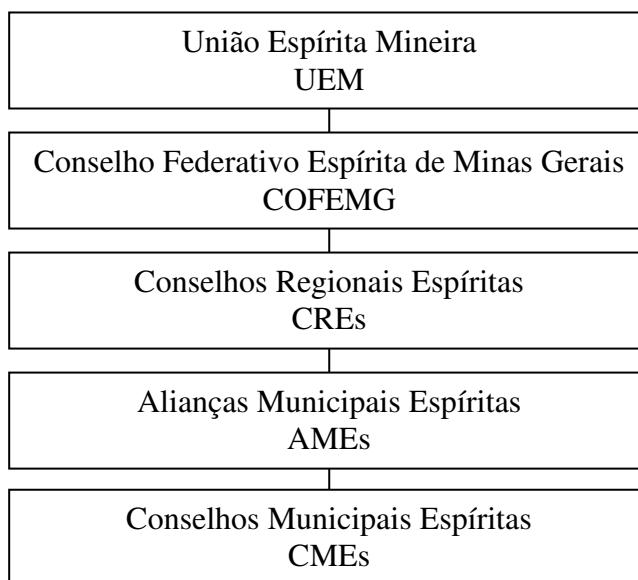 União Espírita Mineira
UEM
Conselho Federativo Espírita de Minas Gerais
COFEMG
Conselhos Regionais Espíritas
CREs
Alianças Municipais Espíritas
AMEs
Conselhos Municipais Espíritas
CMEs